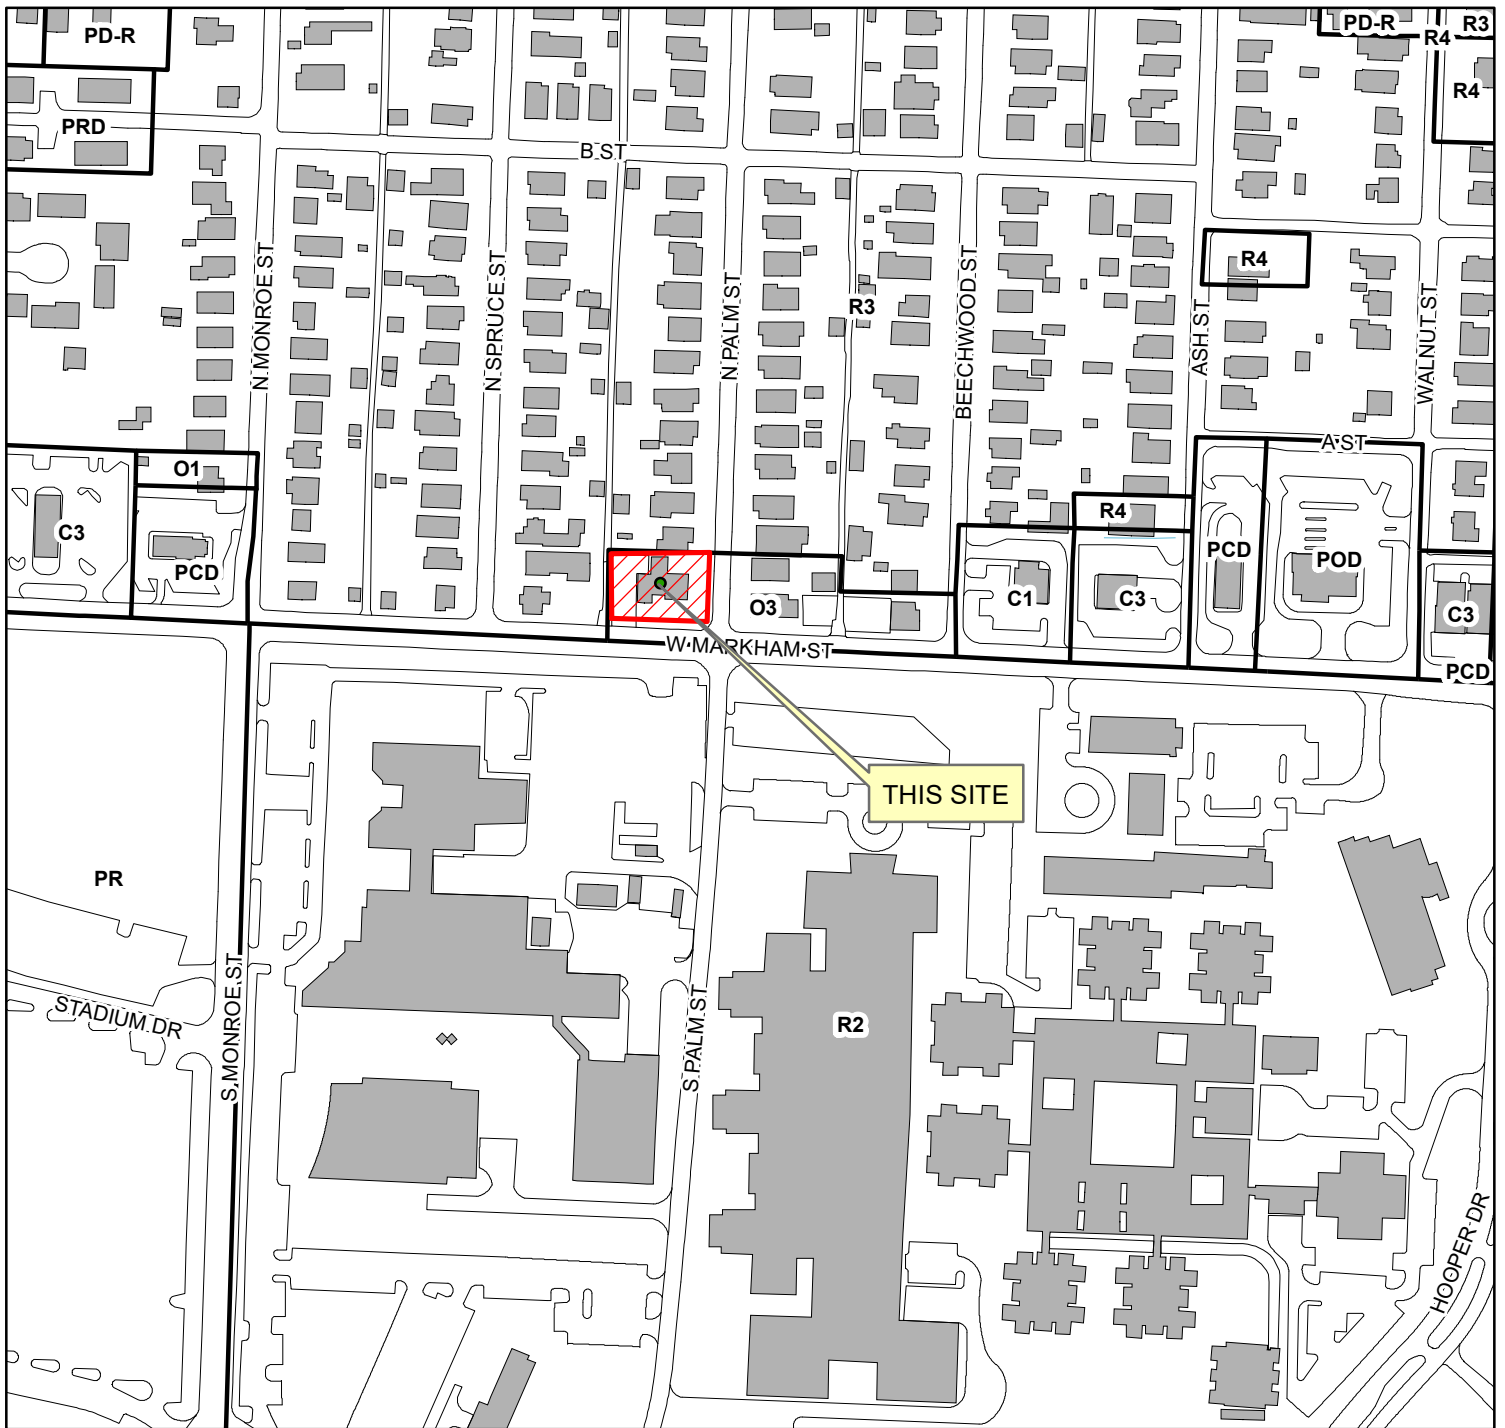 PD-R
PD-R
R3
R4
R4
PRD
B ST
N MONROE ST
N SPRUCE ST
N PALM ST
R3
BEECHWOOD ST
ASH ST
R4
WALNUT ST
A ST
O1
C3
PCD
R4
PCD
POD
O3
C1
C3
C3
W MARKHAM ST
PCD
THIS SITE
PR
STADIUM DR
S MONROE ST
S PALM ST
R2
HOOPER DR